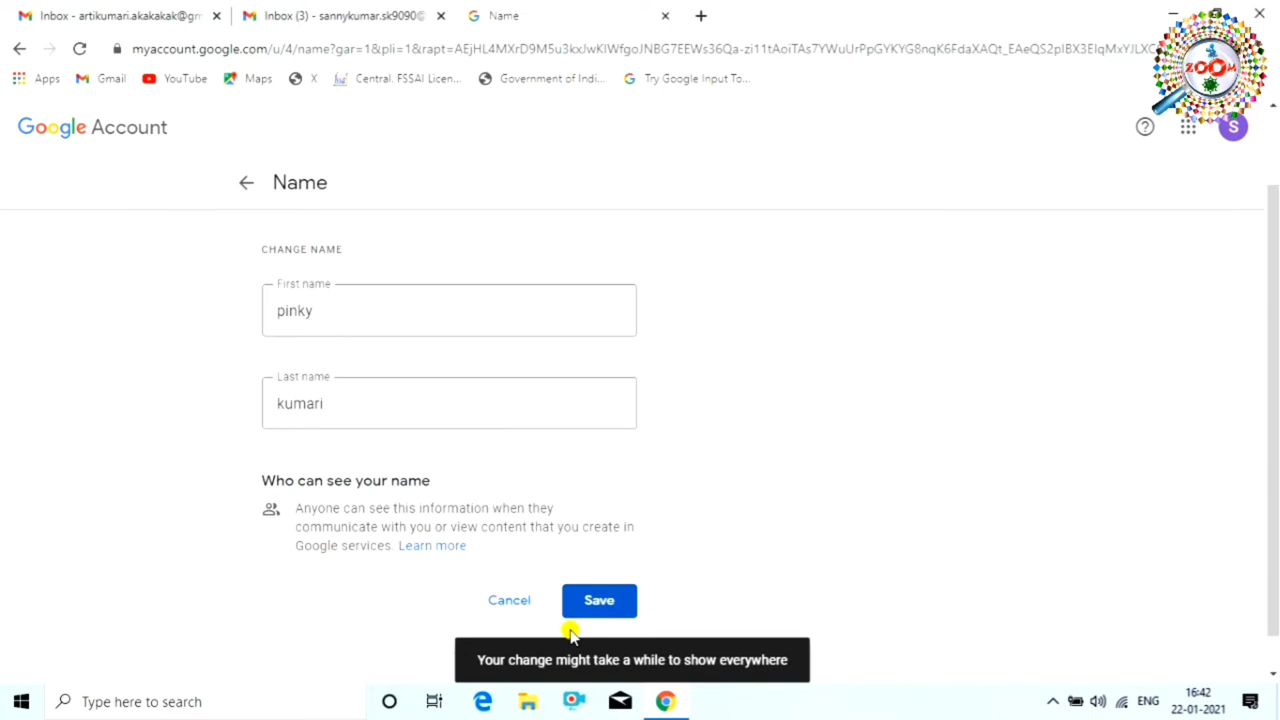 Inbox - artikumari.akakakak@gm
Inbox (3) - sannykumar.sk9090@
Name
myaccount.google.com/u/4/name?gar=1&pli=1&rapt=
Apps
Gmail
YouTube
Maps
X
Central. FSSAI Licen...
Government of Indi...
Try Google Input To...
ZOOM
Google Account
S
Name
CHANGE NAME
First name
pinky
Last name
kumari
Who can see your name
Anyone can see this information when they
communicate with you or view content that you create in
Google services. Learn more
Cancel
Save
Your change might take a while to show everywhere
Type here to search
ENG
16:42
22-01-2021